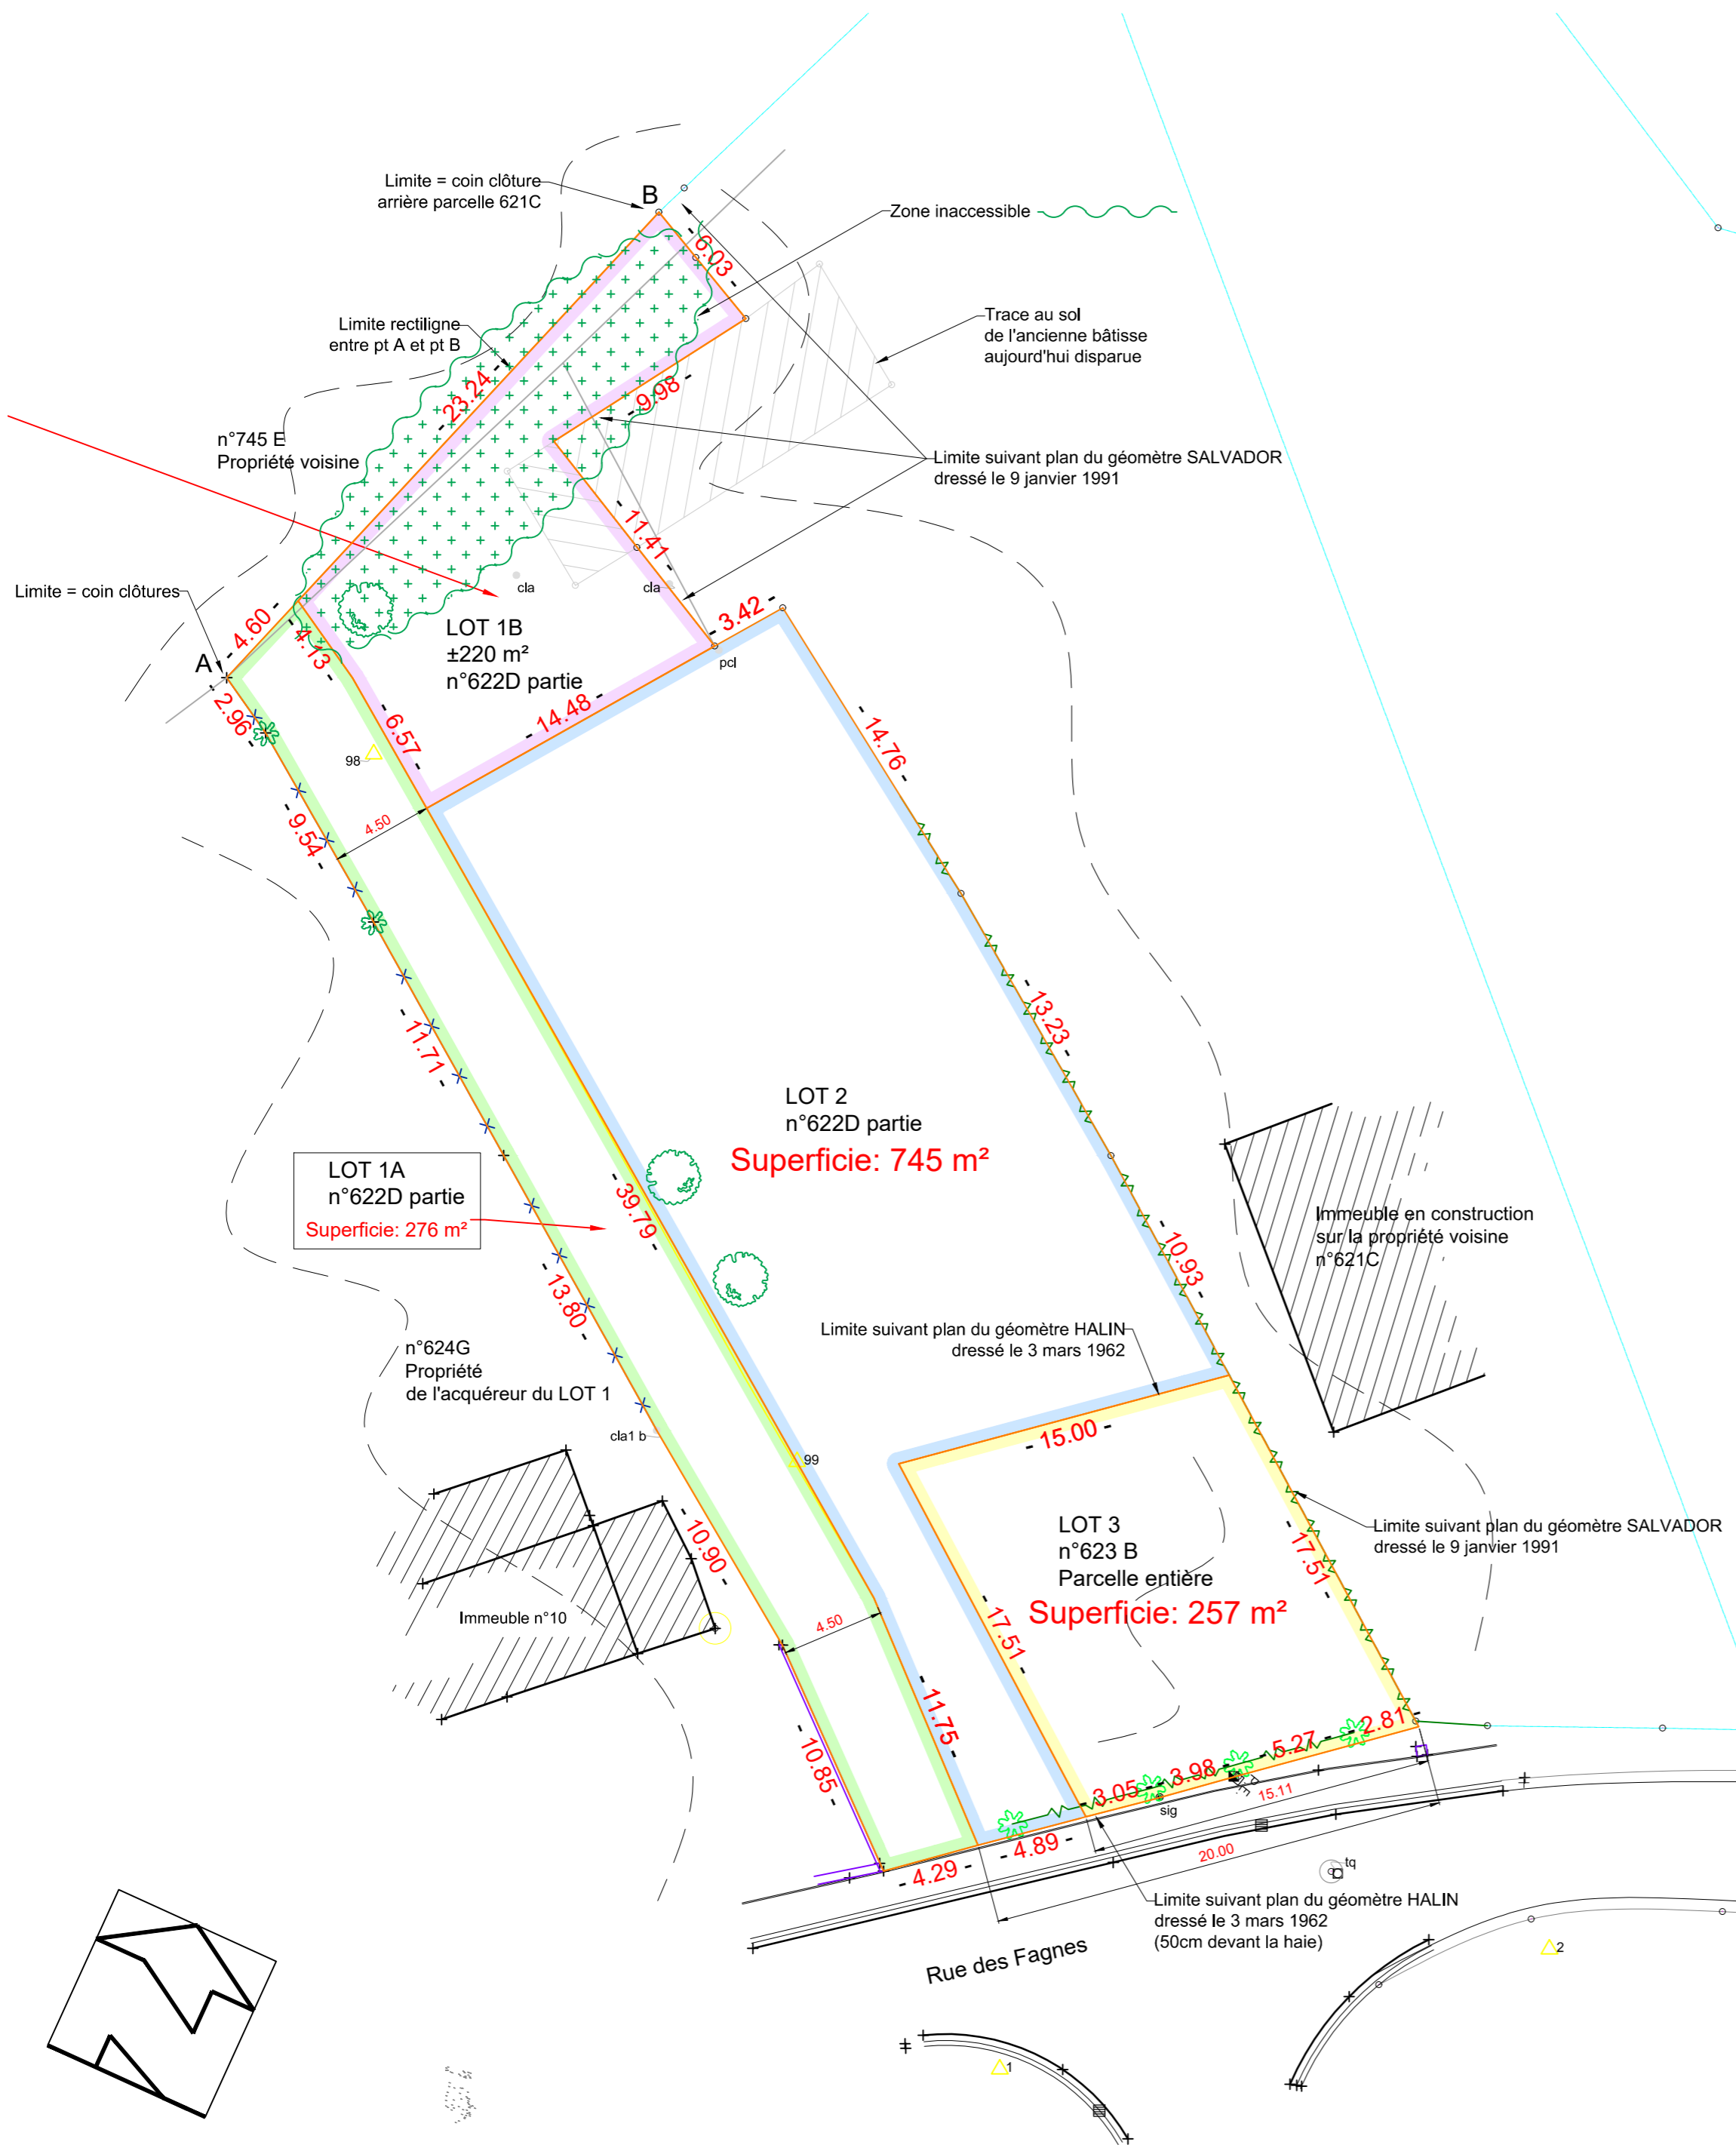 Limite = coin clôture
arrière parcelle 621C
B
Zone inaccessible
6.03
Limite rectiligne
entre pt A et pt B
Trace au sol
de l'ancienne bâtisse
aujourd'hui disparue
23.24
9.98
n°745 E
Propriété voisine
Limite suivant plan du géomètre SALVADOR
dressé le 9 janvier 1991
11.41
cla
cla
Limite = coin clôtures
4.60
4.13
3.42
LOT 1B
±220 m²
n°622D partie
pcl
A
2.96
6.57
14.48
98
14.76
4.50
9.54
11.71
13.23
LOT 2
n°622D partie
Superficie: 745 m²
LOT 1A
n°622D partie
Superficie: 276 m²
39.79
Immeuble en construction
sur la propriété voisine
n°621C
10.93
13.80
Limite suivant plan du géomètre HALIN
dressé le 3 mars 1962
n°624G
Propriété
de l'acquéreur du LOT 1
cla1 b
99
15.00
10.90
LOT 3
n°623 B
Parcelle entière
Superficie: 257 m²
17.51
Limite suivant plan du géomètre SALVADOR
dressé le 9 janvier 1991
Immeuble n°10
4.50
17.51
11.75
10.85
2.81
5.27
3.98
3.05
sig
15.11
4.89
4.29
20.00
tq
Limite suivant plan du géomètre HALIN
dressé le 3 mars 1962
(50cm devant la haie)
Rue des Fagnes
2
1